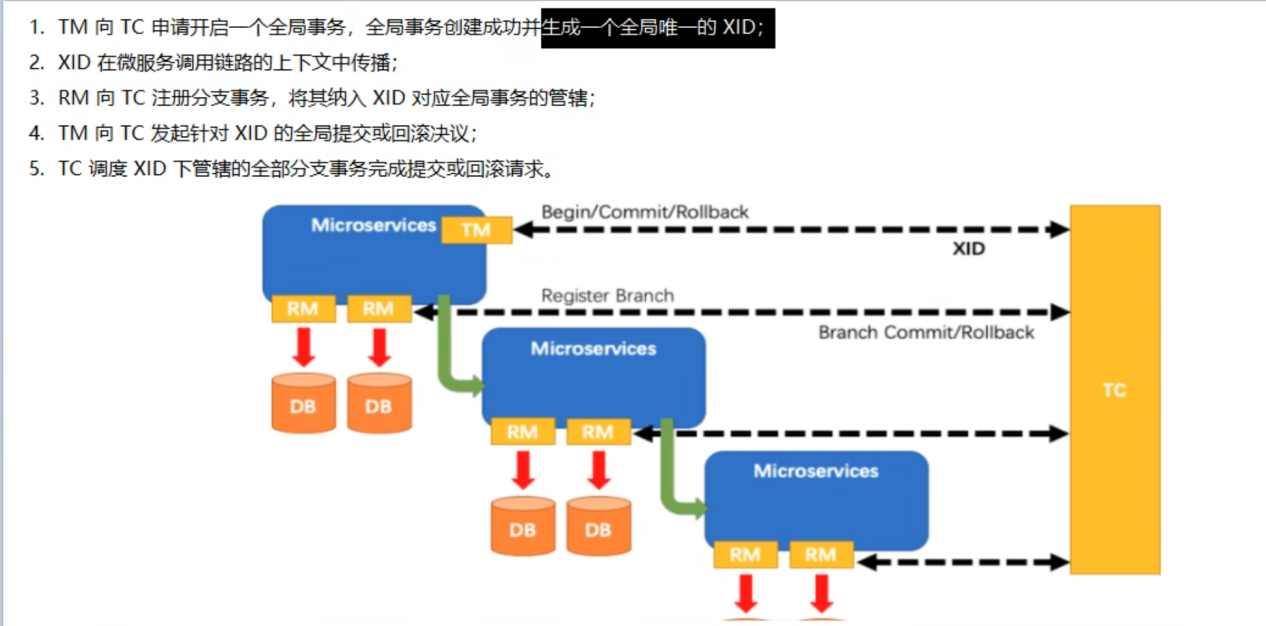 1. TM 向 TC 申请开启一个全局事务，全局事务创建成功并生成一个全局唯一的 XID；
2. XID 在微服务调用链路的上下文中传播；
3. RM 向 TC 注册分支事务，将其纳入 XID 对应全局事务的管辖；
4. TM 向 TC 发起针对 XID 的全局提交或回滚决议；
5. TC 调度 XID 下管辖的全部分支事务完成提交或回滚请求。
Microservices
TM
Begin/Commit/Rollback
XID
RM
RM
Register Branch
Branch Commit/Rollback
DB
DB
Microservices
TC
RM
RM
DB
DB
Microservices
RM
RM